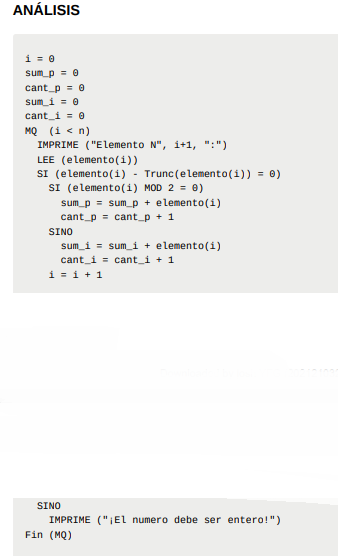 ANÁLISIS
i = 0
sum_p = 0
cant_p = 0
sum_i = 0
cant_i = 0
MQ (i < n)
IMPRIME ("Elemento N", i+1, ":")
LEE (elemento(i))
SI (elemento(i) - Trunc(elemento(i)) = 0)
SI (elemento(i) MOD 2 = 0)
sum_p = sum_p + elemento(i)
cant_p = cant_p + 1
SINO
sum_i = sum_i + elemento(i)
cant_i = cant_i + 1
i = i + 1
SINO
IMPRIME ("¡El numero debe ser entero!")
Fin (MQ)